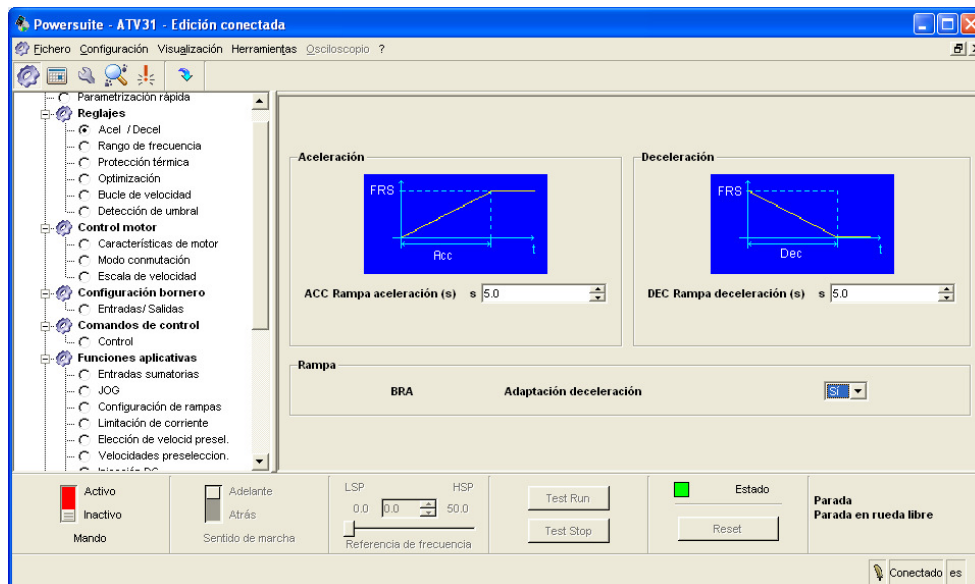 Powersuite - ATV31 - Edición conectada
Fichero Configuración Visualización Herramientas Osciloscopio ?
Parametrización rápida
Reglajes
Acel / Decel
Rango de frecuencia
Protección térmica
Optimización
Bucle de velocidad
Detección de umbral
Control motor
Características de motor
Modo conmutación
Escala de velocidad
Configuración bornero
Entradas/ Salidas
Comandos de control
Control
Funciones aplicativas
Entradas sumatorias
JOG
Configuración de rampas
Limitación de corriente
Elección de velocid presel.
Velocidades preseleccion.
Aceleración
FRS
Acc
t
ACC Rampa aceleración (s) s 5.0
Deceleración
FRS
Dec
t
DEC Rampa deceleración (s) s 5.0
Rampa
BRA Adaptación deceleración Sí
Activo
Inactivo
Mando
Adelante
Atrás
Sentido de marcha
LSP HSP
0.0 0.0 50.0
Referencia de frecuencia
Test Run
Test Stop
Estado
Reset
Parada
Parada en rueda libre
Conectado es